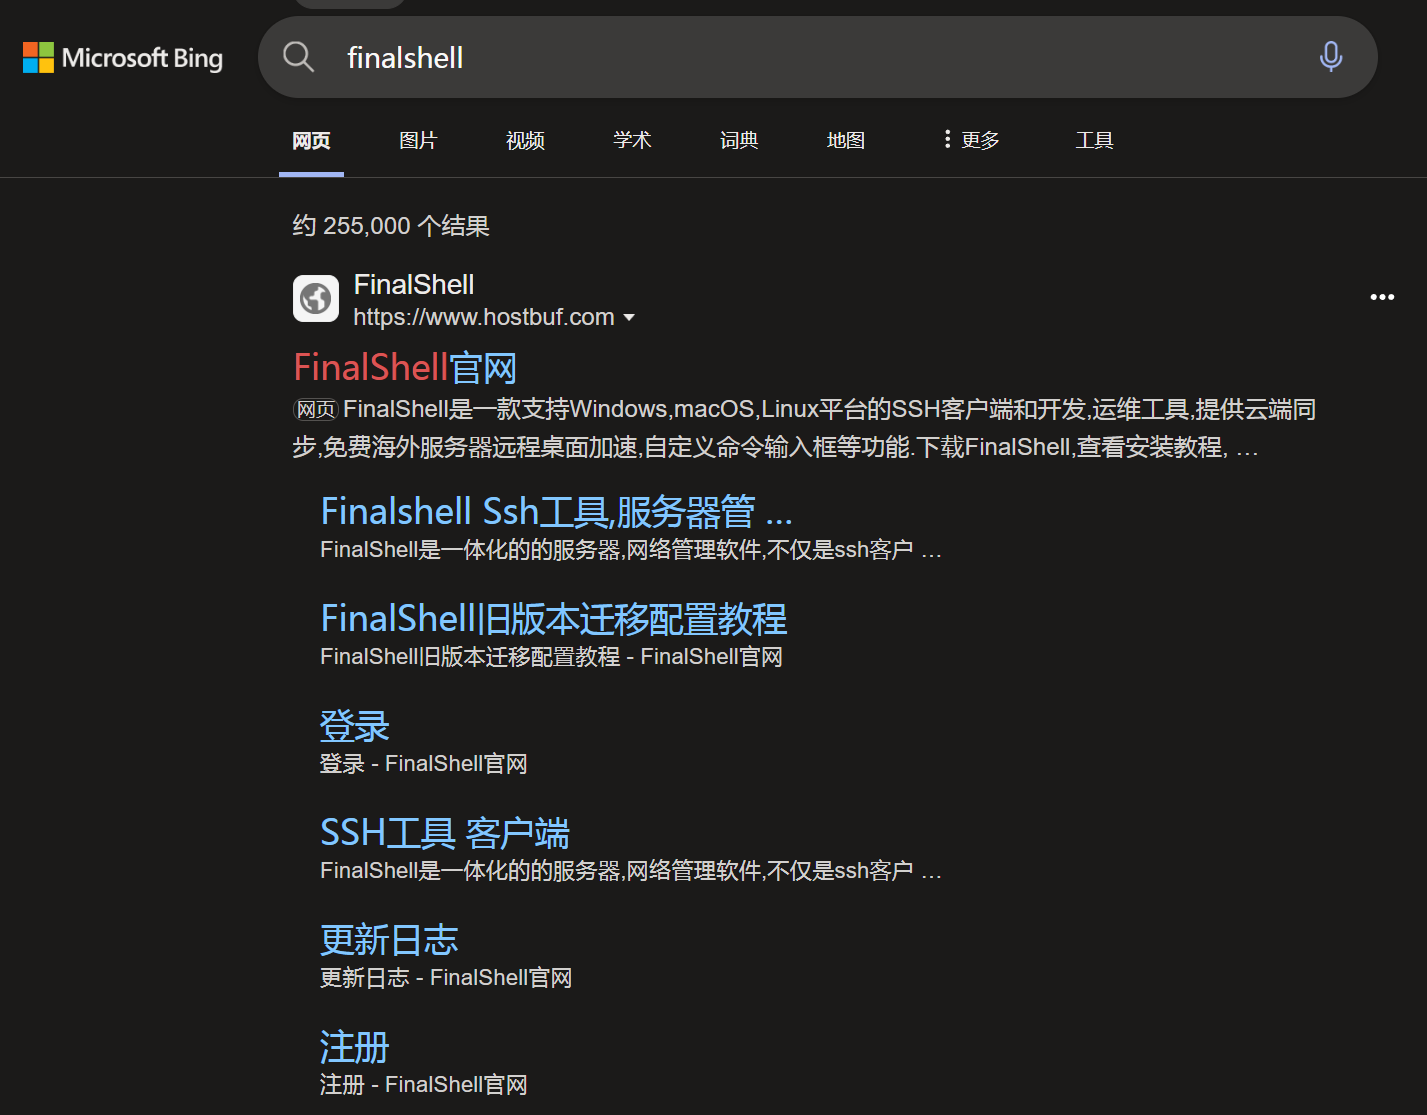 Microsoft Bing
finalshell
网页 图片 视频 学术 词典 地图 更多 工具
约 255,000 个结果
FinalShell
https://www.hostbuf.com
FinalShell官网
网页 FinalShell是一款支持Windows,macOS,Linux平台的SSH客户端和开发,运维工具,提供云端同
步,免费海外服务器远程桌面加速,自定义命令输入框等功能.下载FinalShell,查看安装教程, …
Finalshell Ssh工具,服务器管 …
FinalShell是一体化的的服务器,网络管理软件,不仅是ssh客户 …
FinalShell旧版本迁移配置教程
FinalShell旧版本迁移配置教程 - FinalShell官网
登录
登录 - FinalShell官网
SSH工具 客户端
FinalShell是一体化的的服务器,网络管理软件,不仅是ssh客户 …
更新日志
更新日志 - FinalShell官网
注册
注册 - FinalShell官网